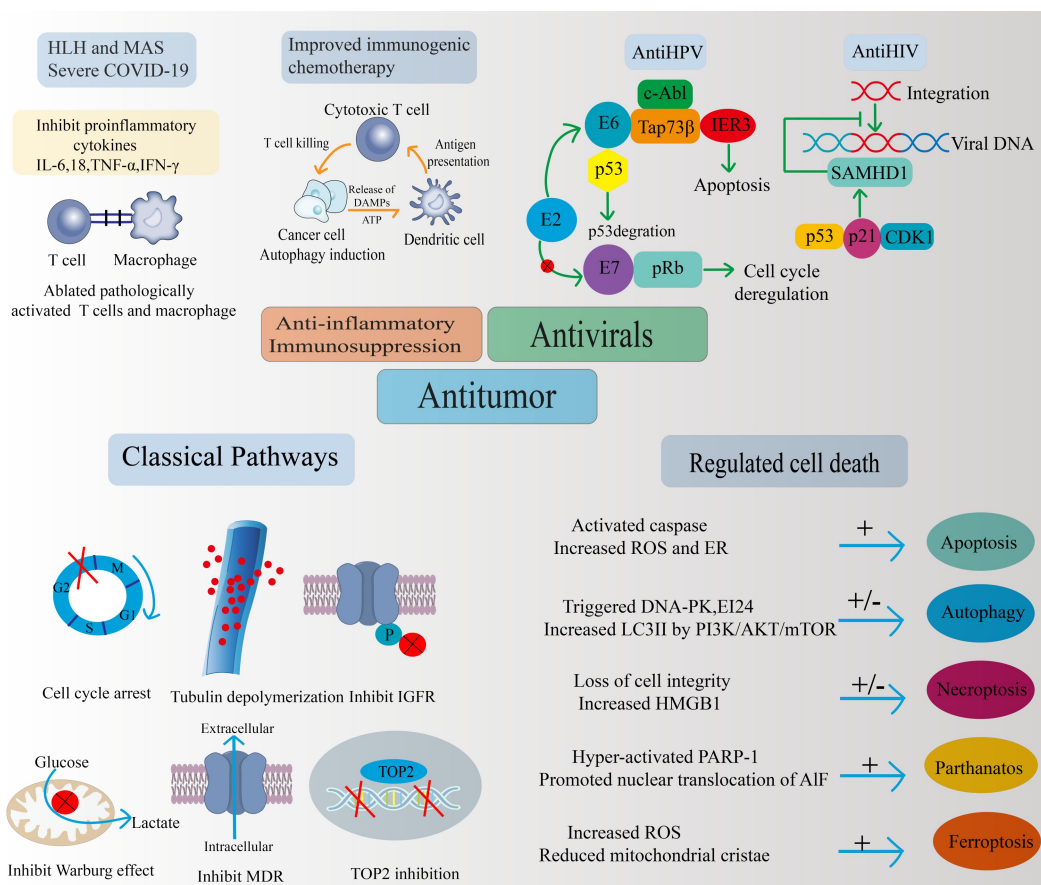 HLH and MAS
Severe COVID-19
Inhibit proinflammatory
cytokines
IL-6,18,TNF-α,IFN-γ
T cell
Macrophage
Ablated pathologically
activated T cells and macrophage
Improved immunogenic
chemotherapy
Cytotoxic T cell
T cell killing
Antigen
presentation
Release of
DAMPs
ATP
Cancer cell
Autophagy induction
Dendritic cell
AntiHPV
c-Abl
E6
Tap73β
IER3
p53
Apoptosis
E2
p53degration
E7
pRb
Cell cycle
deregulation
AntiHIV
Integration
Viral DNA
SAMHD1
p53
p21
CDK1
Anti-inflammatory
Immunosuppression
Antivirals
Antitumor
Classical Pathways
G2
M
G1
S
Cell cycle arrest
Tubulin depolymerization
P
Inhibit IGFR
Glucose
Lactate
Inhibit Warburg effect
Extracellular
Intracellular
Inhibit MDR
TOP2
TOP2 inhibition
Regulated cell death
Activated caspase
Increased ROS and ER
+
Apoptosis
Triggered DNA-PK,EI24
Increased LC3II by PI3K/AKT/mTOR
+/-
Autophagy
Loss of cell integrity
Increased HMGB1
+/-
Necroptosis
Hyper-activated PARP-1
Promoted nuclear translocation of AlF
+
Parthanatos
Increased ROS
Reduced mitochondrial cristae
+
Ferroptosis